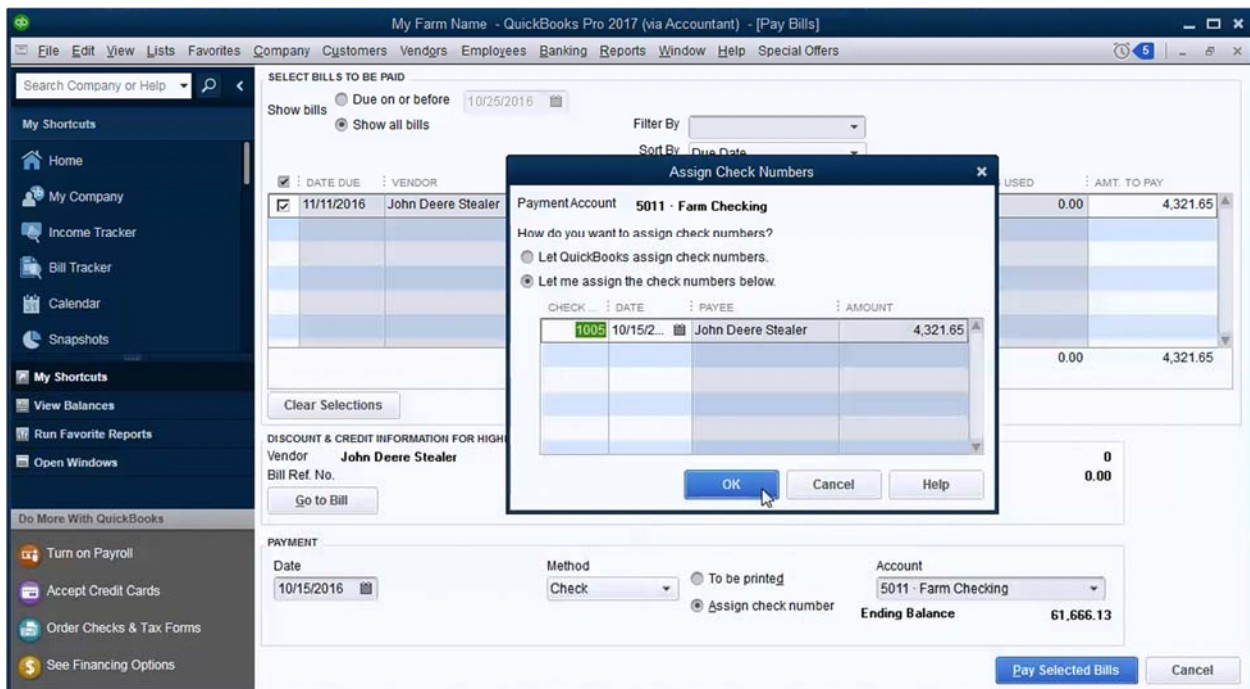 qb My Farm Name - QuickBooks Pro 2017 (via Accountant) - [Pay Bills]
File Edit View Lists Favorites Company Customers Vendors Employees Banking Reports Window Help Special Offers 5
Search Company or Help
My Shortcuts
Home
My Company
Income Tracker
Bill Tracker
Calendar
Snapshots
My Shortcuts
View Balances
Run Favorite Reports
Open Windows
Do More With QuickBooks
Turn on Payroll
Accept Credit Cards
Order Checks & Tax Forms
See Financing Options
SELECT BILLS TO BE PAID
Show bills Due on or before 10/25/2016
Show all bills
Filter By
Sort By Due Date
DATE DUE VENDOR USED AMT. TO PAY
11/11/2016 John Deere Stealer 0.00 4,321.65
0.00 4,321.65
Clear Selections
Assign Check Numbers
Payment Account 5011 · Farm Checking
How do you want to assign check numbers?
Let QuickBooks assign check numbers.
Let me assign the check numbers below.
CHECK ... DATE PAYEE AMOUNT
1005 10/15/2... John Deere Stealer 4,321.65
OK Cancel Help
DISCOUNT & CREDIT INFORMATION FOR HIGH
Vendor John Deere Stealer 0
Bill Ref. No. 0.00
Go to Bill
PAYMENT
Date Method Account
10/15/2016 Check To be printed 5011 · Farm Checking
Assign check number Ending Balance 61,666.13
Pay Selected Bills Cancel